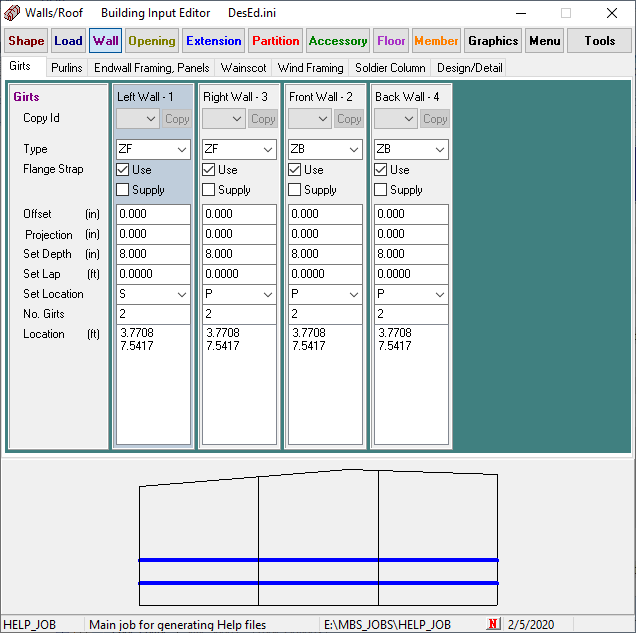 Walls/Roof Building Input Editor DesEd.ini
Shape Load Wall Opening Extension Partition Accessory Floor Member Graphics Menu Tools
Girts Purlins Endwall Framing, Panels Wainscot Wind Framing Soldier Column Design/Detail
Girts Left Wall - 1 Right Wall - 3 Front Wall - 2 Back Wall - 4
Copy Id Copy Copy Copy Copy
Type ZF ZF ZB ZB
Flange Strap Use Use Use Use
Supply Supply Supply Supply
Offset (in) 0.000 0.000 0.000 0.000
Projection (in) 0.000 0.000 0.000 0.000
Set Depth (in) 8.000 8.000 8.000 8.000
Set Lap (ft) 0.0000 0.0000 0.0000 0.0000
Set Location S P P P
No. Girts 2 2 2 2
Location (ft) 3.7708 3.7708 3.7708 3.7708
7.5417 7.5417 7.5417 7.5417
HELP_JOB Main job for generating Help files E:\MBS_JOBS\HELP_JOB N 2/5/2020